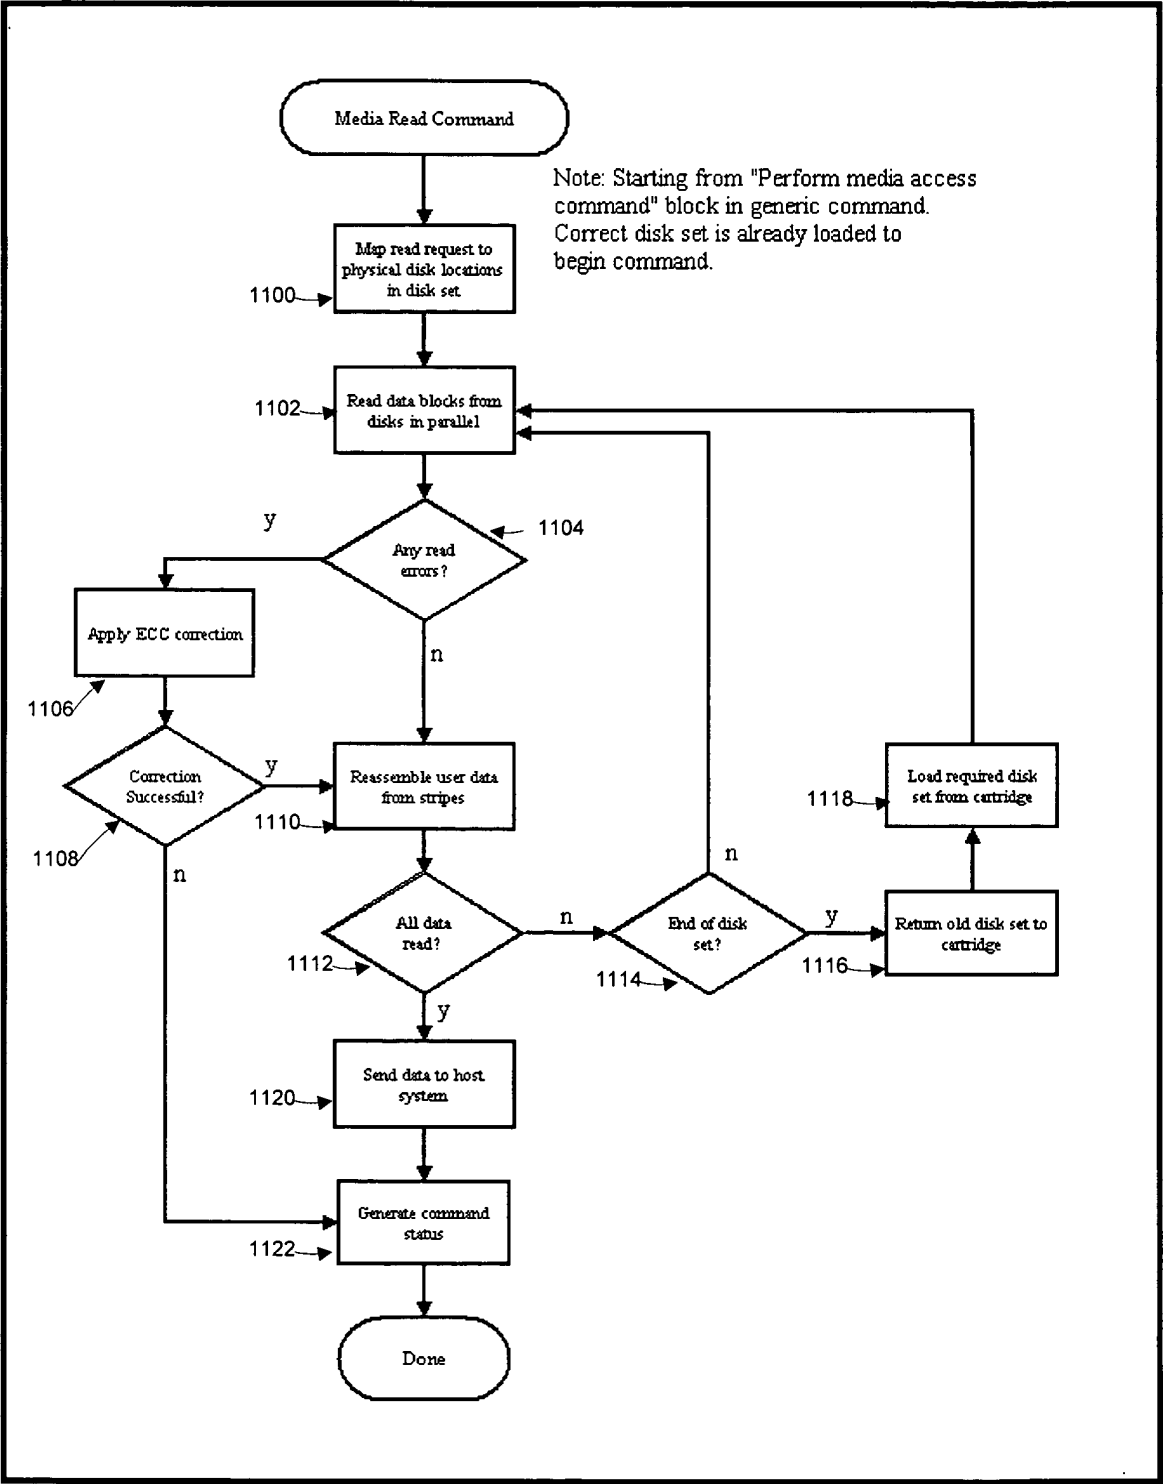 Media Read Command
Note: Starting from "Perform media access
command" block in generic command.
Correct disk set is already loaded to
begin command.
Map read request to
physical disk locations
in disk set
1100
Read data blocks from
disks in parallel
1102
Any read
errors?
1104
y
n
Apply ECC correction
1106
Correction
Successful?
1108
y
n
Reassemble user data
from stripes
1110
Load required disk
set from cartridge
1118
All data
read?
1112
n
y
End of disk
set?
1114
n
y
Return old disk set to
cartridge
1116
Send data to host
system
1120
Generate command
status
1122
Done